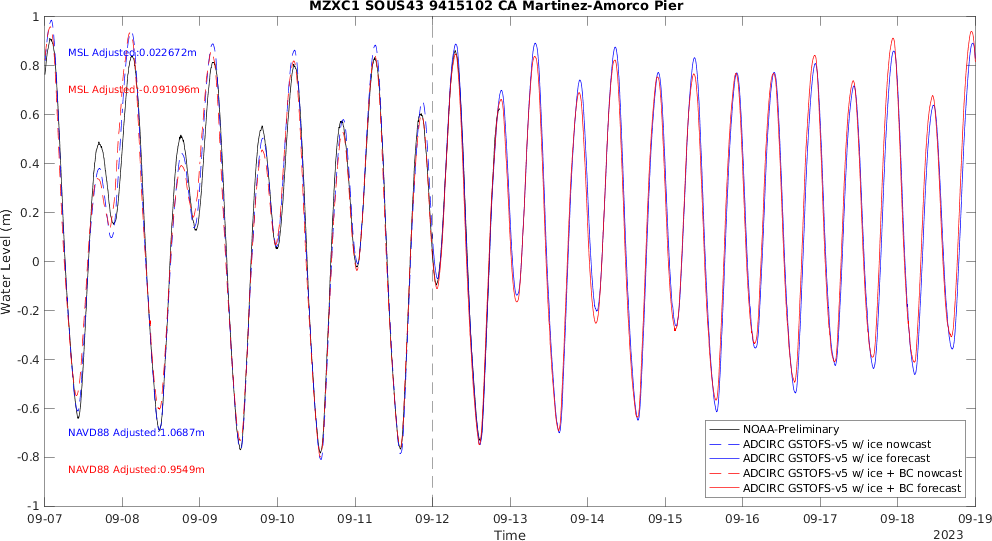 MZXC1 SOUS43 9415102 CA Martinez-Amorco Pier
1
0.8
0.6
0.4
0.2
0
-0.2
-0.4
-0.6
-0.8
-1
Water Level (m)
MSL Adjusted:0.022672m
MSL Adjusted:-0.091096m
NAVD88 Adjusted:1.0687m
NAVD88 Adjusted:0.9549m
NOAA-Preliminary
ADCIRC GSTOFS-v5 w/ ice nowcast
ADCIRC GSTOFS-v5 w/ ice forecast
ADCIRC GSTOFS-v5 w/ ice + BC nowcast
ADCIRC GSTOFS-v5 w/ ice + BC forecast
09-07 09-08 09-09 09-10 09-11 09-12 09-13 09-14 09-15 09-16 09-17 09-18 09-19
Time
2023